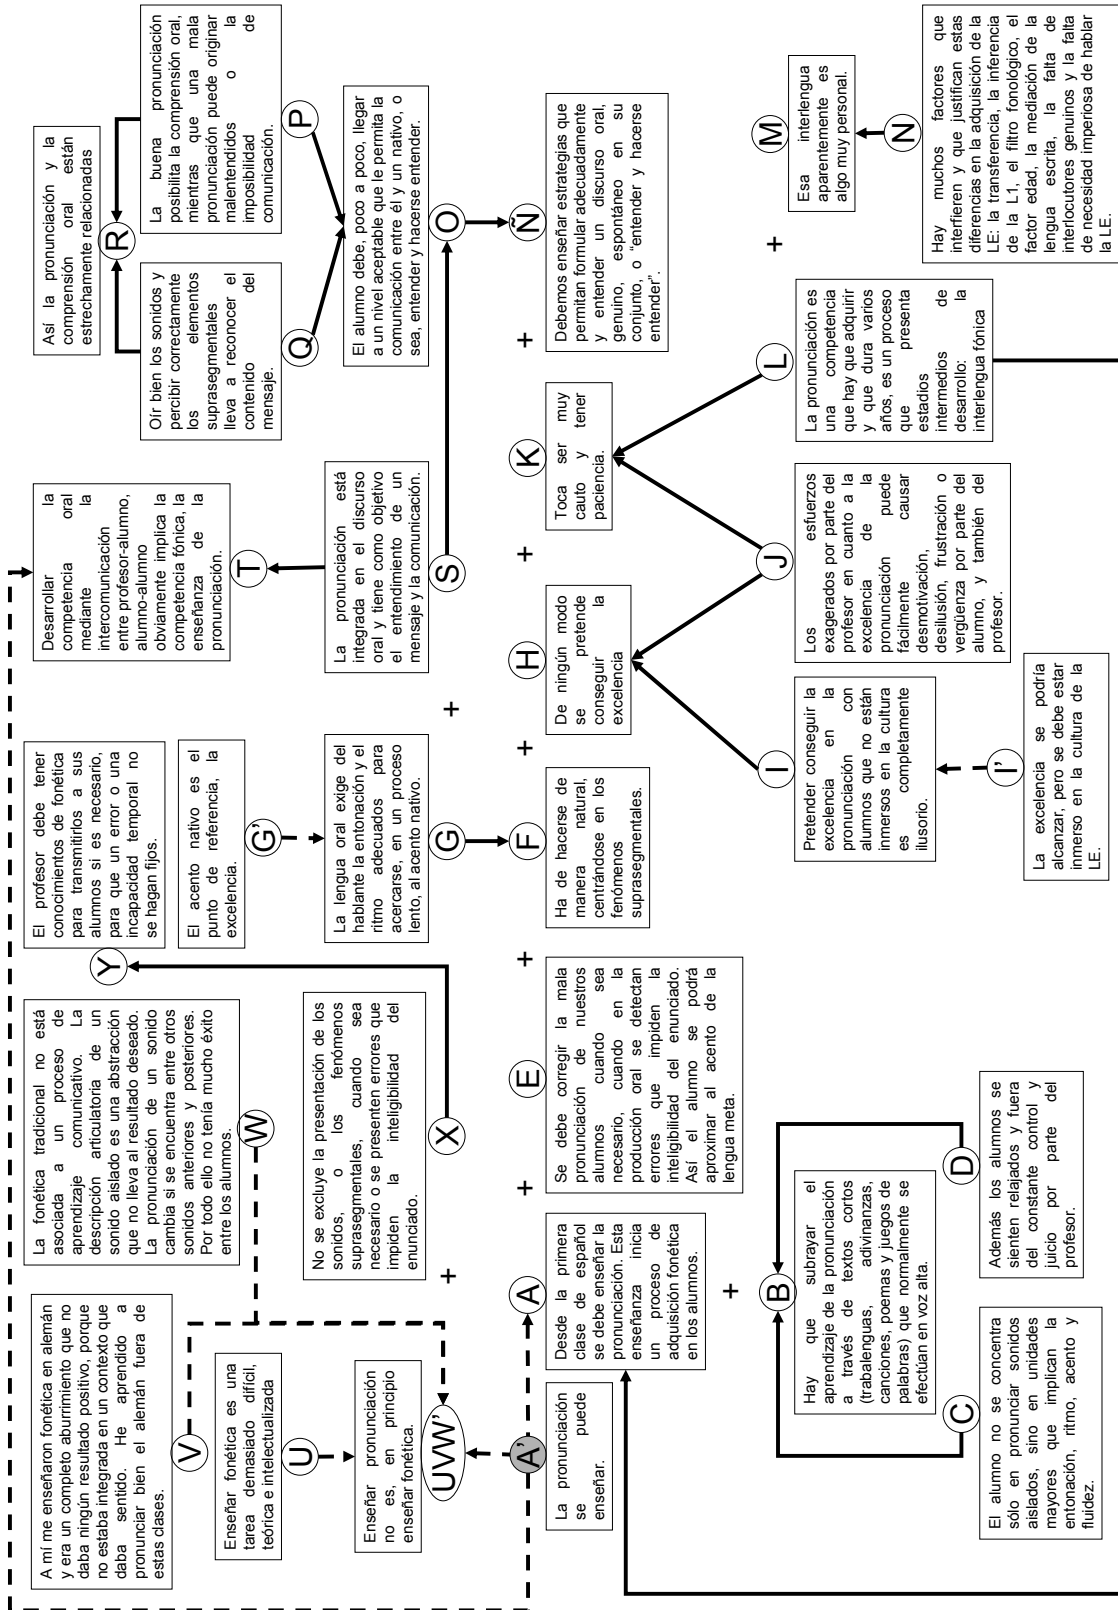 A mí me enseñaron fonética en alemán
y era un completo aburrimiento que no
daba ningún resultado positivo, porque
no estaba integrada en un contexto que
daba sentido. He aprendido a
pronunciar bien el alemán fuera de
estas clases.
V
La fonética tradicional no está
asociada a un proceso de
aprendizaje comunicativo. La
descripción articulatoria de un
sonido aislado es una abstracción
que no lleva al resultado deseado.
La pronunciación de un sonido
cambia si se encuentra entre otros
sonidos anteriores y posteriores.
Por todo ello no tenía mucho éxito
entre los alumnos.
W
El profesor debe tener
conocimientos de fonética
para transmitirlos a sus
alumnos si es necesario,
para que un error o una
incapacidad temporal no
se hagan fijos.
Y
Desarrollar la
competencia oral
mediante la
intercomunicación
entre profesor-alumno,
alumno-alumno
obviamente implica la
competencia fónica, la
enseñanza de la
pronunciación.
T
Así la pronunciación y la
comprensión oral están
estrechamente relacionadas
R
Enseñar fonética es una
tarea demasiado difícil,
teórica e intelectualizada
U
El acento nativo es el
punto de referencia, la
excelencia.
G'
Oír bien los sonidos y
percibir correctamente
los elementos
suprasegmentales
lleva a reconocer el
contenido del
mensaje.
Q
La buena pronunciación
posibilita la comprensión oral,
mientras que una mala
pronunciación puede originar
malentendidos o la
imposibilidad de
comunicación.
P
Enseñar pronunciación
no es, en principio
enseñar fonética.
UVW'
No se excluye la presentación de los
sonidos, o los fenómenos
suprasegmentales, cuando sea
necesario o se presenten errores que
impiden la inteligibilidad del
enunciado.
X
La lengua oral exige del
hablante la entonación y el
ritmo adecuados para
acercarse, en un proceso
lento, al acento nativo.
G
La pronunciación está
integrada en el discurso
oral y tiene como objetivo
el entendimiento de un
mensaje y la comunicación.
S
El alumno debe, poco a poco, llegar
a un nivel aceptable que le permita la
comunicación entre él y un nativo, o
sea, entender y hacerse entender.
O
+
+
A'
A
+
E
+
F
+
H
+
K
+
Ñ
+
La pronunciación
se puede
enseñar.
Desde la primera
clase de español
se debe enseñar la
pronunciación. Esta
enseñanza inicia
un proceso de
adquisición fonética
en los alumnos.
Se debe corregir la mala
pronunciación de nuestros
alumnos cuando sea
necesario, cuando en la
producción oral se detectan
errores que impiden la
inteligibilidad del enunciado.
Así el alumno se podrá
aproximar al acento de la
lengua meta.
Ha de hacerse de
manera natural,
centrándose en los
fenómenos
suprasegmentales.
De ningún modo
se pretende
conseguir la
excelencia
Toca ser muy
cauto y tener
paciencia.
Debemos enseñar estrategias que
permitan formular adecuadamente
y entender un discurso oral,
genuino, espontáneo en su
conjunto, o “entender y hacerse
entender”.
+
B
Hay que subrayar el
aprendizaje de la pronunciación
a través de textos cortos
(trabalenguas, adivinanzas,
canciones, poemas y juegos de
palabras) que normalmente se
efectúan en voz alta.
I
Pretender conseguir la
excelencia en la
pronunciación con
alumnos que no están
inmersos en la cultura
es completamente
ilusorio.
J
Los esfuerzos
exagerados por parte del
profesor en cuanto a la
excelencia de la
pronunciación puede
fácilmente causar
desmotivación,
desilusión, frustración o
vergüenza por parte del
alumno, y también del
profesor.
L
La pronunciación es
una competencia
que hay que adquirir
y que dura varios
años, es un proceso
que presenta
estadios
intermedios de
desarrollo: la
interlengua fónica
M
Esa interlengua
aparentemente es
algo muy personal.
C
El alumno no se concentra
sólo en pronunciar sonidos
aislados, sino en unidades
mayores que implican la
entonación, ritmo, acento y
fluidez.
D
Además los alumnos se
sienten relajados y fuera
del constante control y
juicio por parte del
profesor.
I'
La excelencia se podría
alcanzar, pero se debe estar
inmerso en la cultura de la
LE.
N
Hay muchos factores que
interfieren y que justifican estas
diferencias en la adquisición de la
LE: la transferencia, la inferencia
de la L1, el filtro fonológico, el
factor edad, la mediación de la
lengua escrita, la falta de
interlocutores genuinos y la falta
de necesidad imperiosa de hablar
la LE.